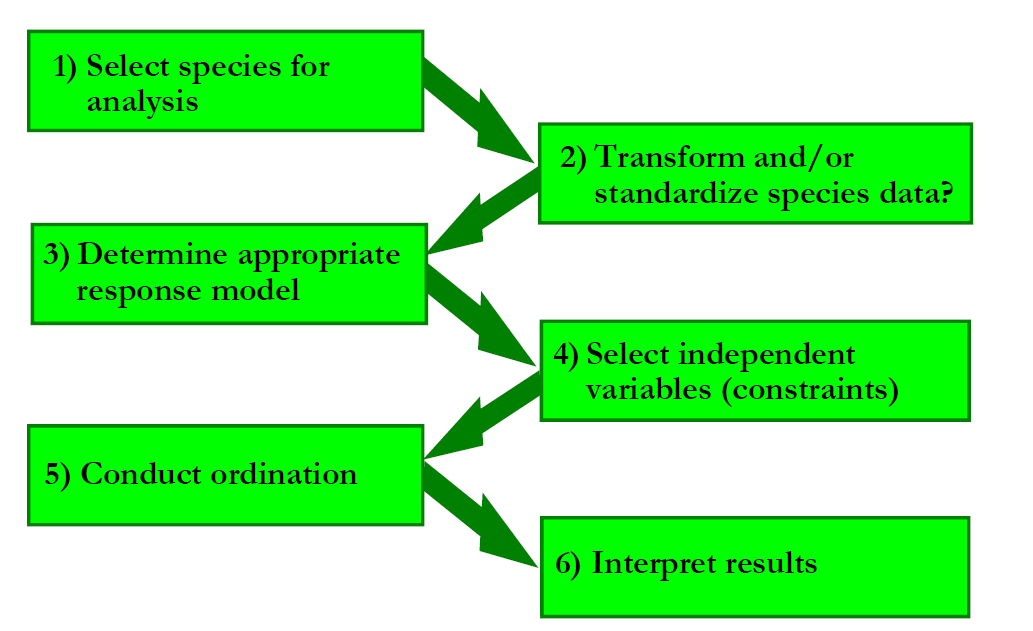 1) Select species for
analysis
2) Transform and/or
standardize species data?
3) Determine appropriate
response model
4) Select independent
variables (constraints)
5) Conduct ordination
6) Interpret results